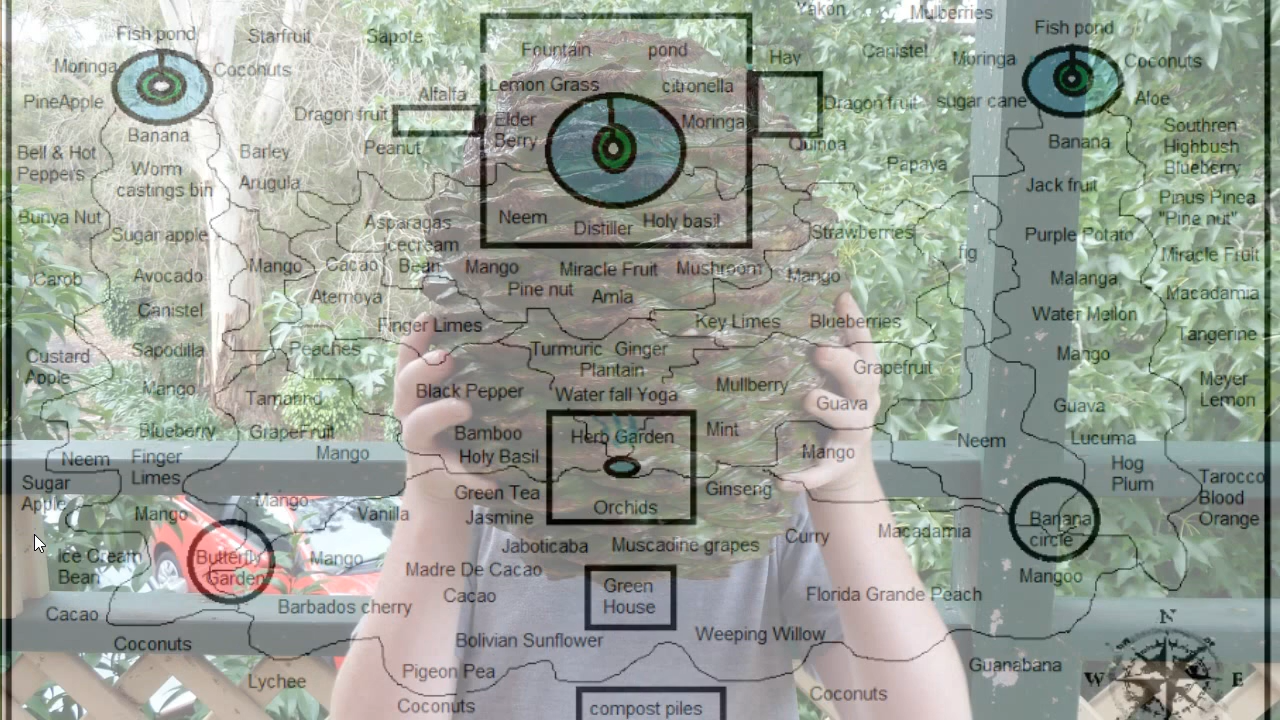 Yakon
Mulberries
Fish pond
Starfruit
Sapote
Fountain
pond
Hay
Canistel
Fish pond
Moringa
Coconuts
Moringa
Coconuts
PineApple
Alfalfa
Lemon Grass
citronella
Dragon fruit
sugar cane
Aloe
Dragon fruit
Elder
Berry
Moringa
Banana
Peanut
Quinoa
Banana
Southren
Highbush
Blueberry
Bell & Hot
Peppers
Worm
castings bin
Barley
Arugula
Papaya
Jack fruit
Pinus Pinea
"Pine nut"
Bunya Nut
Sugar apple
Asparagas
Neem
Distiller
Holy basil
Strawberries
Purple Potato
icecream
Bean
fig
Miracle Fruit
Carob
Avocado
Mango
Cacao
Mango
Miracle Fruit
Mushroom
Mango
Malanga
Macadamia
Canistel
Aternoya
Pine nut
Amla
Water Mellon
Finger Limes
Key Limes
Blueberries
Tangerine
Custard
Apple
Sapodilla
Peaches
Turmuric
Ginger
Plantain
Grapefruit
Mango
Meyer
Lemon
Mango
Tamarind
Black Pepper
Water fall Yoga
Mullberry
Guava
Guava
Blueberry
GrapeFruit
Bamboo
Herb Garden
Mint
Neem
Lucuma
Neem
Finger
Limes
Mango
Holy Basil
Mango
Hog
Plum
Sugar
Apple
Mango
Mango
Vanilla
Green Tea
Jasmine
Orchids
Ginseng
Tarocco
Blood
Orange
Banana
circle
Ice Cream
Bean
Butterfly
Garden
Mango
Jaboticaba
Muscadine grapes
Curry
Macadamia
Madre De Cacao
Cacao
Green
House
Florida Grande Peach
Mangoo
Cacao
Barbados cherry
Coconuts
Bolivian Sunflower
Weeping Willow
N
Lychee
Pigeon Pea
Guanabana
W
E
Coconuts
compost piles
Coconuts